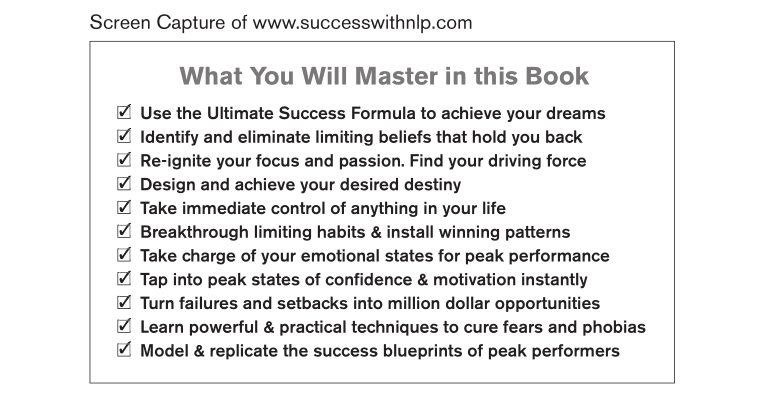 Screen Capture of www.successwithnlp.com
What You Will Master in this Book
Use the Ultimate Success Formula to achieve your dreams
Identify and eliminate limiting beliefs that hold you back
Re-ignite your focus and passion. Find your driving force
Design and achieve your desired destiny
Take immediate control of anything in your life
Breakthrough limiting habits & install winning patterns
Take charge of your emotional states for peak performance
Tap into peak states of confidence & motivation instantly
Turn failures and setbacks into million dollar opportunities
Learn powerful & practical techniques to cure fears and phobias
Model & replicate the success blueprints of peak performers